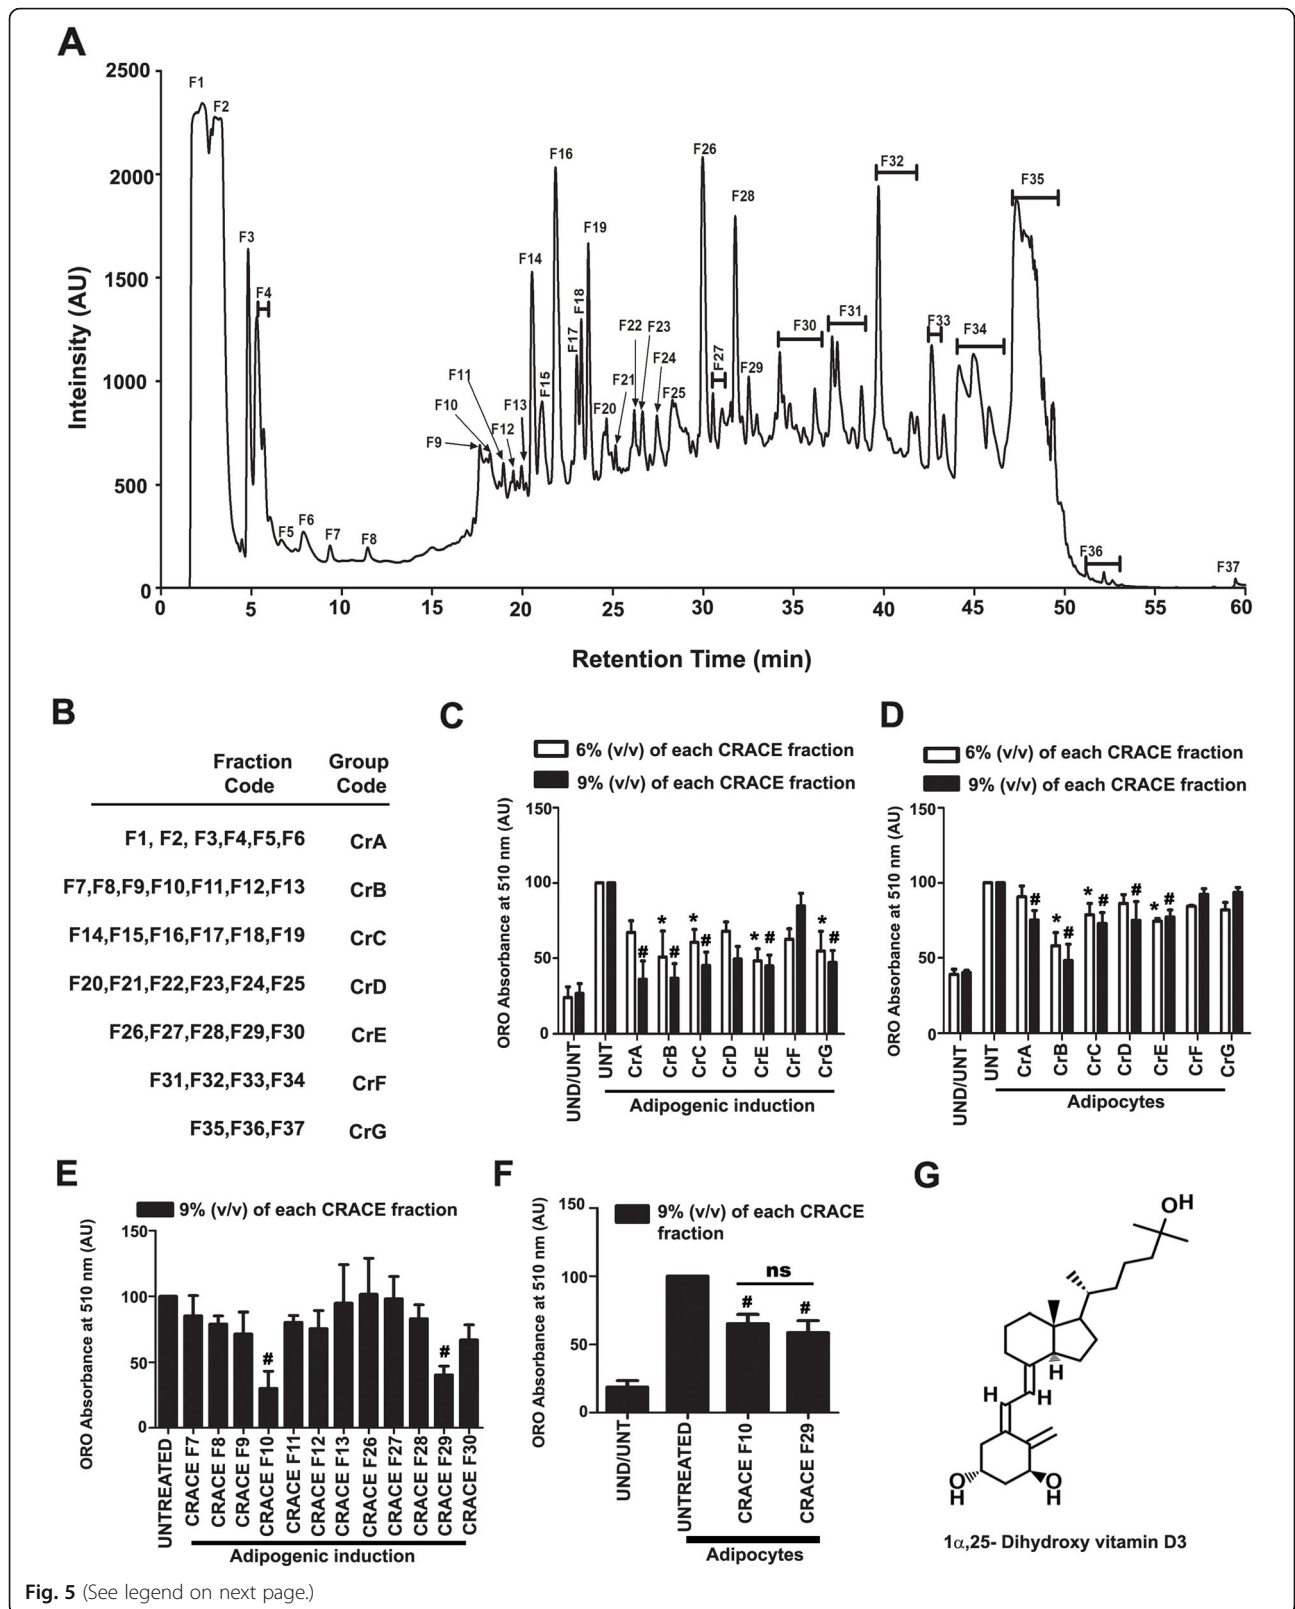 A
2500
2000
1500
1000
500
0
Inteinsity (AU)
F1
F2
F3
F4
F5
F6
F7
F8
F9
F10
F11
F12
F13
F14
F15
F16
F17
F18
F19
F20
F21
F22
F23
F24
F25
F26
F27
F28
F29
F30
F31
F32
F33
F34
F35
F36
F37
0 5 10 15 20 25 30 35 40 45 50 55 60
Retention Time (min)
B
Fraction Code Group Code
F1, F2, F3,F4,F5,F6 CrA
F7,F8,F9,F10,F11,F12,F13 CrB
F14,F15,F16,F17,F18,F19 CrC
F20,F21,F22,F23,F24,F25 CrD
F26,F27,F28,F29,F30 CrE
F31,F32,F33,F34 CrF
F35,F36,F37 CrG
C
6% (v/v) of each CRACE fraction
9% (v/v) of each CRACE fraction
ORO Absorbance at 510 nm (AU)
150
100
50
0
# * # * # * # * #
UND/UNT UNT CrA CrB CrC CrD CrE CrF CrG
Adipogenic induction
D
6% (v/v) of each CRACE fraction
9% (v/v) of each CRACE fraction
ORO Absorbance at 510 nm (AU)
150
100
50
0
# * # * # # * #
UND/UNT UNT CrA CrB CrC CrD CrE CrF CrG
Adipocytes
E
9% (v/v) of each CRACE fraction
ORO Absorbance at 510 nm (AU)
150
100
50
0
# #
UNTREATED CRACE F7 CRACE F8 CRACE F9 CRACE F10 CRACE F11 CRACE F12 CRACE F13 CRACE F26 CRACE F27 CRACE F28 CRACE F29 CRACE F30
Adipogenic induction
F
9% (v/v) of each CRACE
fraction
ORO Absorbance at 510 nm (AU)
150
100
50
0
ns
# #
UND/UNT UNTREATED CRACE F10 CRACE F29
Adipocytes
G
OH
H
H H
OH OH
1α,25- Dihydroxy vitamin D3
Fig. 5 (See legend on next page.)